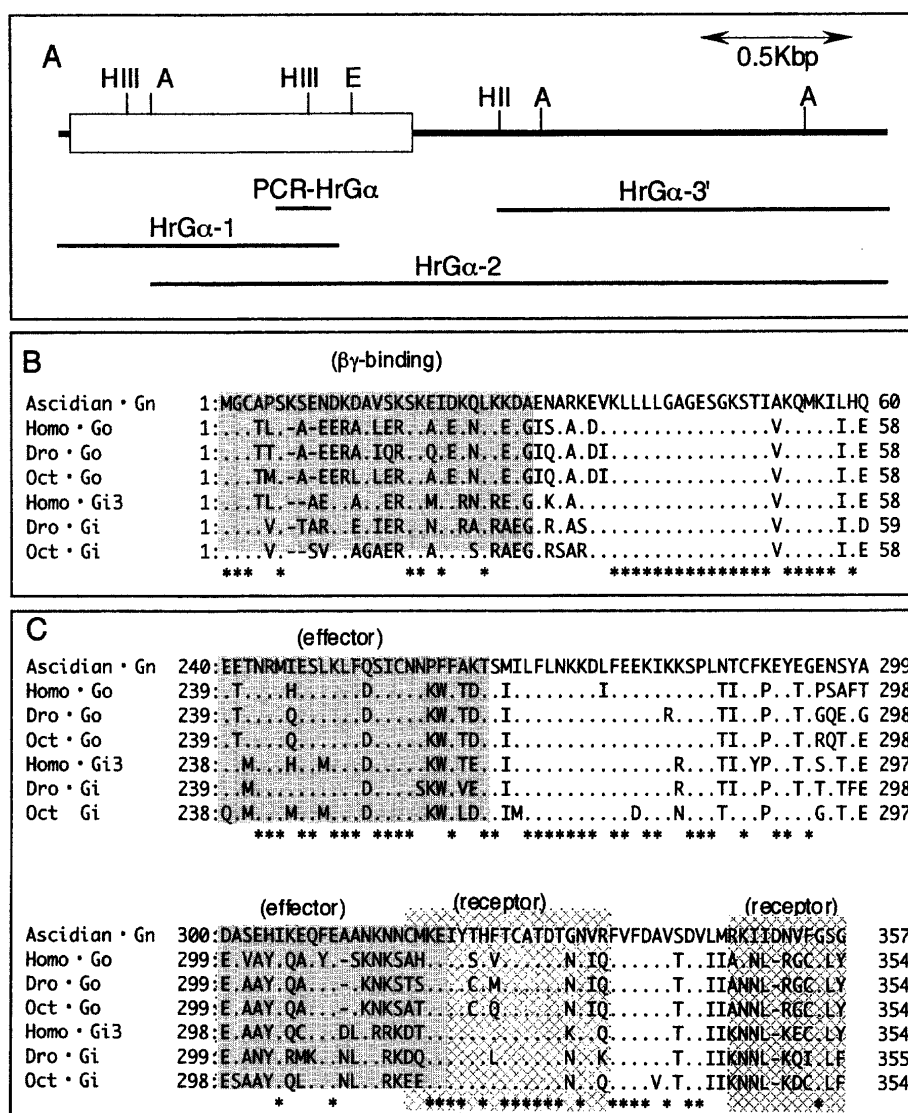 A
0.5Kbp
HIII A HIII E HII A A
PCR-HrGα
HrGα-3'
HrGα-1
HrGα-2
B
(βγ-binding)
Ascidian・Gn 1:MGCAPSKSENDKDAVSKSKEIDKQLKKDAENARKEVKLLLLGAGESGKSTIAKQMKILHQ 60
Homo・Go 1:...TL.-A-EERA.LER..A.E.N..E.GIS.A.D................V.....I.E 58
Dro・Go 1:...TT.-A-EERA.IQR..Q.E.N..E.GIQ.A.DI...............V.....I.E 58
Oct・Go 1:...TM.-A-EERL.LER..A.E.N..E.GIQ.A.DI...............V.....I.E 58
Homo・Gi3 1:...TL.--AE..A..ER..M..RN.RE.G.K.A..................V.....I.E 58
Dro・Gi 1:....V.-TAR..E.IER..N..RA.RAEG.R.AS.................V.....I.D 59
Oct・Gi 1:....V.--SV..AGAER..A...S.RAEG.RSAR.................V.....I.E 58
C
(effector)
Ascidian・Gn 240:EETNRMIESLKLFQSICNNPFFAKTSMILFLNKKDLFEEKIKKSPLNTCFKEYEGENSYA 299
Homo・Go 239:.T....H......D.....KW.TD..I........L..........TI..P..T.PSAFT 298
Dro・Go 239:.T....Q......D.....KW.TD..I..............R....TI..P..T.GQE.G 298
Oct・Go 239:.T....Q......D.....KW.TD..I...................TI..P..T.RQT.E 298
Homo・Gi3 238:..M...H..M...D.....KW.TE..I...............R...TI.YP..T.S.T.E 297
Dro・Gi 239:..M..........D....SKW.VE..I...............R...TI..P..T.T.TFE 298
Oct Gi 238:Q.M...M..M...D.....KW.LD..IM..........D...N...TI..P....G.T.E 297
(effector) (receptor) (receptor)
Ascidian・Gn 300:DASEHIKEQFEAANKNNCMKEIYTHFTCATDTGNVRFVFDAVSDVLMRKIIDNVFGSG 357
Homo・Go 299:E.VAY.QA.Y.-SKNKSAH....S.V......N.IQ......T..IIA.NL-RGC.LY 354
Dro・Go 299:E.AAY.QA...-.KNKSTS....C.M......N.IQ......T..IIANNL-RGC.LY 354
Oct・Go 299:E.AAY.QA...-.KNKSAT....C.Q......N.IQ......T..IIANNL-RGC.LY 354
Homo・Gi3 298:E.AAY.QC...DL.RRKDT.............K..Q......T..IIKNNL-KEC.LY 354
Dro・Gi 299:E.ANY.RMK..NL.RRKDQ......L......N..K......T..IIKNNL-KQI.LF 355
Oct・Gi 298:ESAAY.QL...NL.RRKEE.............G..Q....V.T..IIKNNL-KDC.LF 354